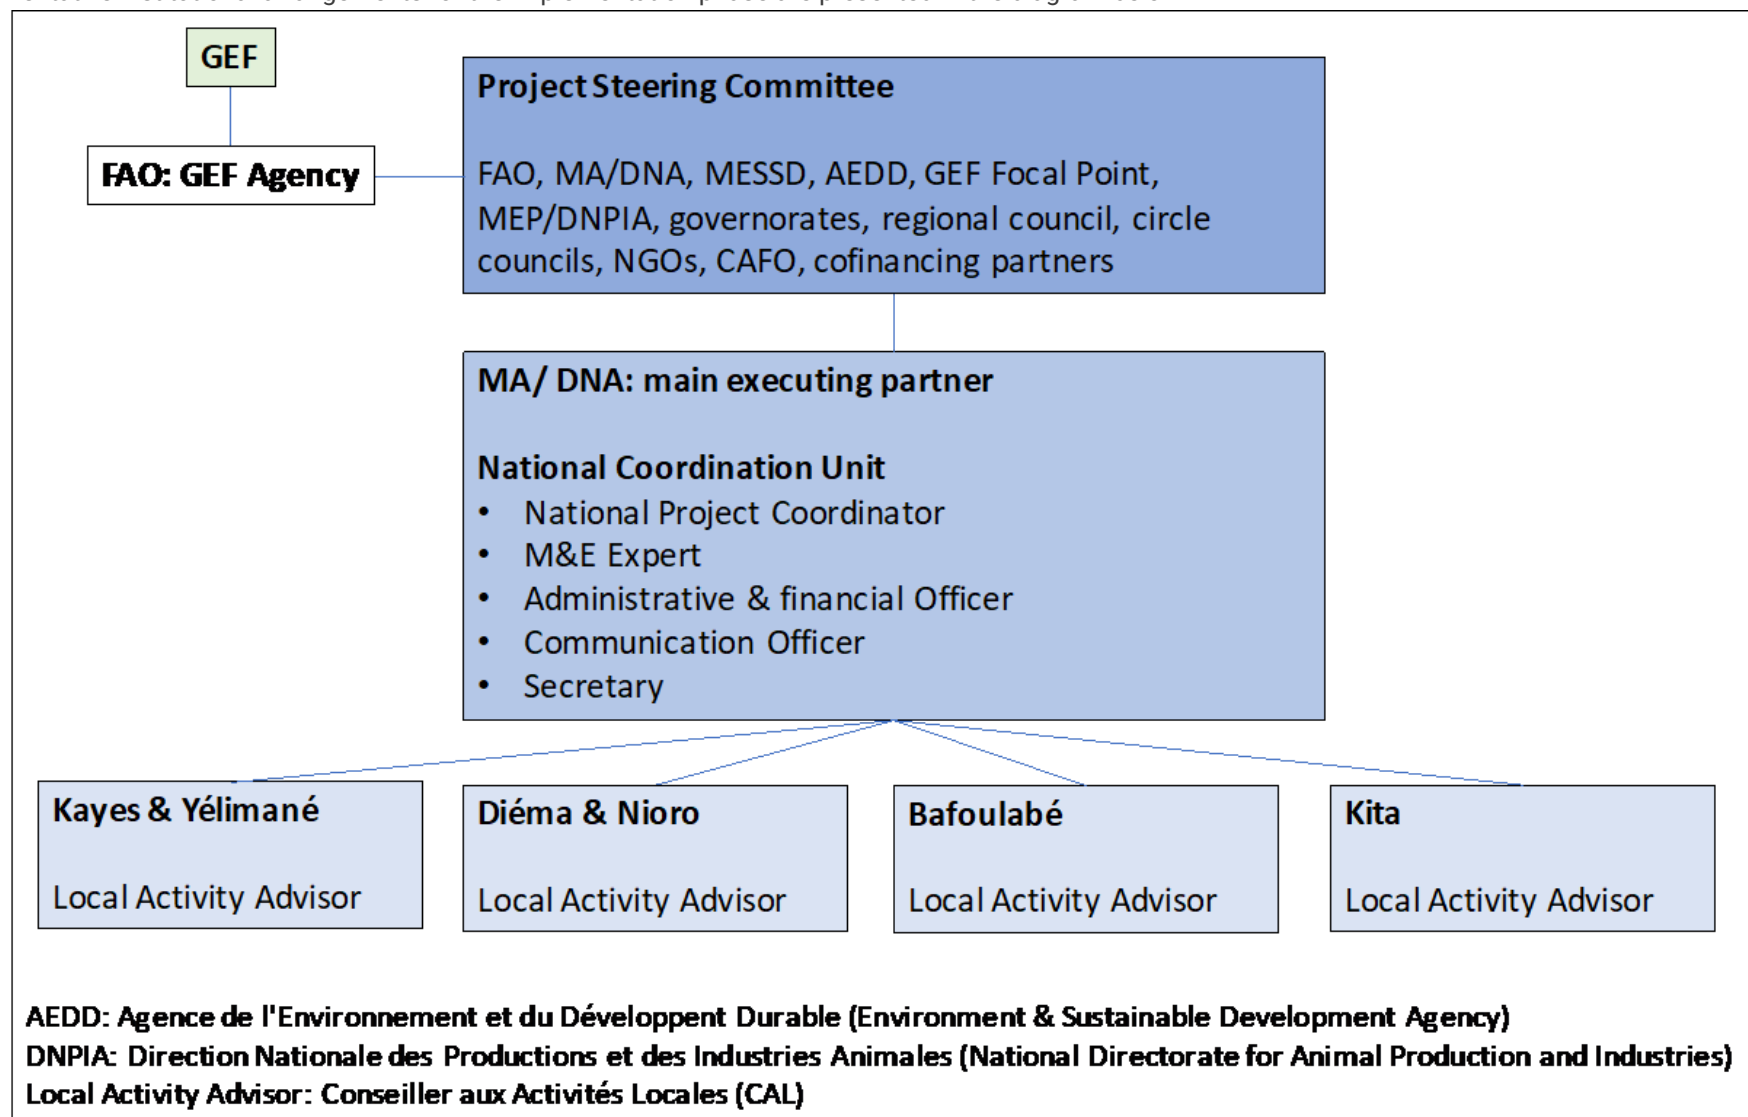 GEF
FAO: GEF Agency
Project Steering Committee
FAO, MA/DNA, MESSD, AEDD, GEF Focal Point,
MEP/DNPIA, governorates, regional council, circle
councils, NGOs, CAFO, cofinancing partners
MA/ DNA: main executing partner
National Coordination Unit
• National Project Coordinator
• M&E Expert
• Administrative & financial Officer
• Communication Officer
• Secretary
Kayes & Yélimané
Local Activity Advisor
Diéma & Nioro
Local Activity Advisor
Bafoulabé
Local Activity Advisor
Kita
Local Activity Advisor
AEDD: Agence de l'Environnement et du Développent Durable (Environment & Sustainable Development Agency)
DNPIA: Direction Nationale des Productions et des Industries Animales (National Directorate for Animal Production and Industries)
Local Activity Advisor: Conseiller aux Activités Locales (CAL)